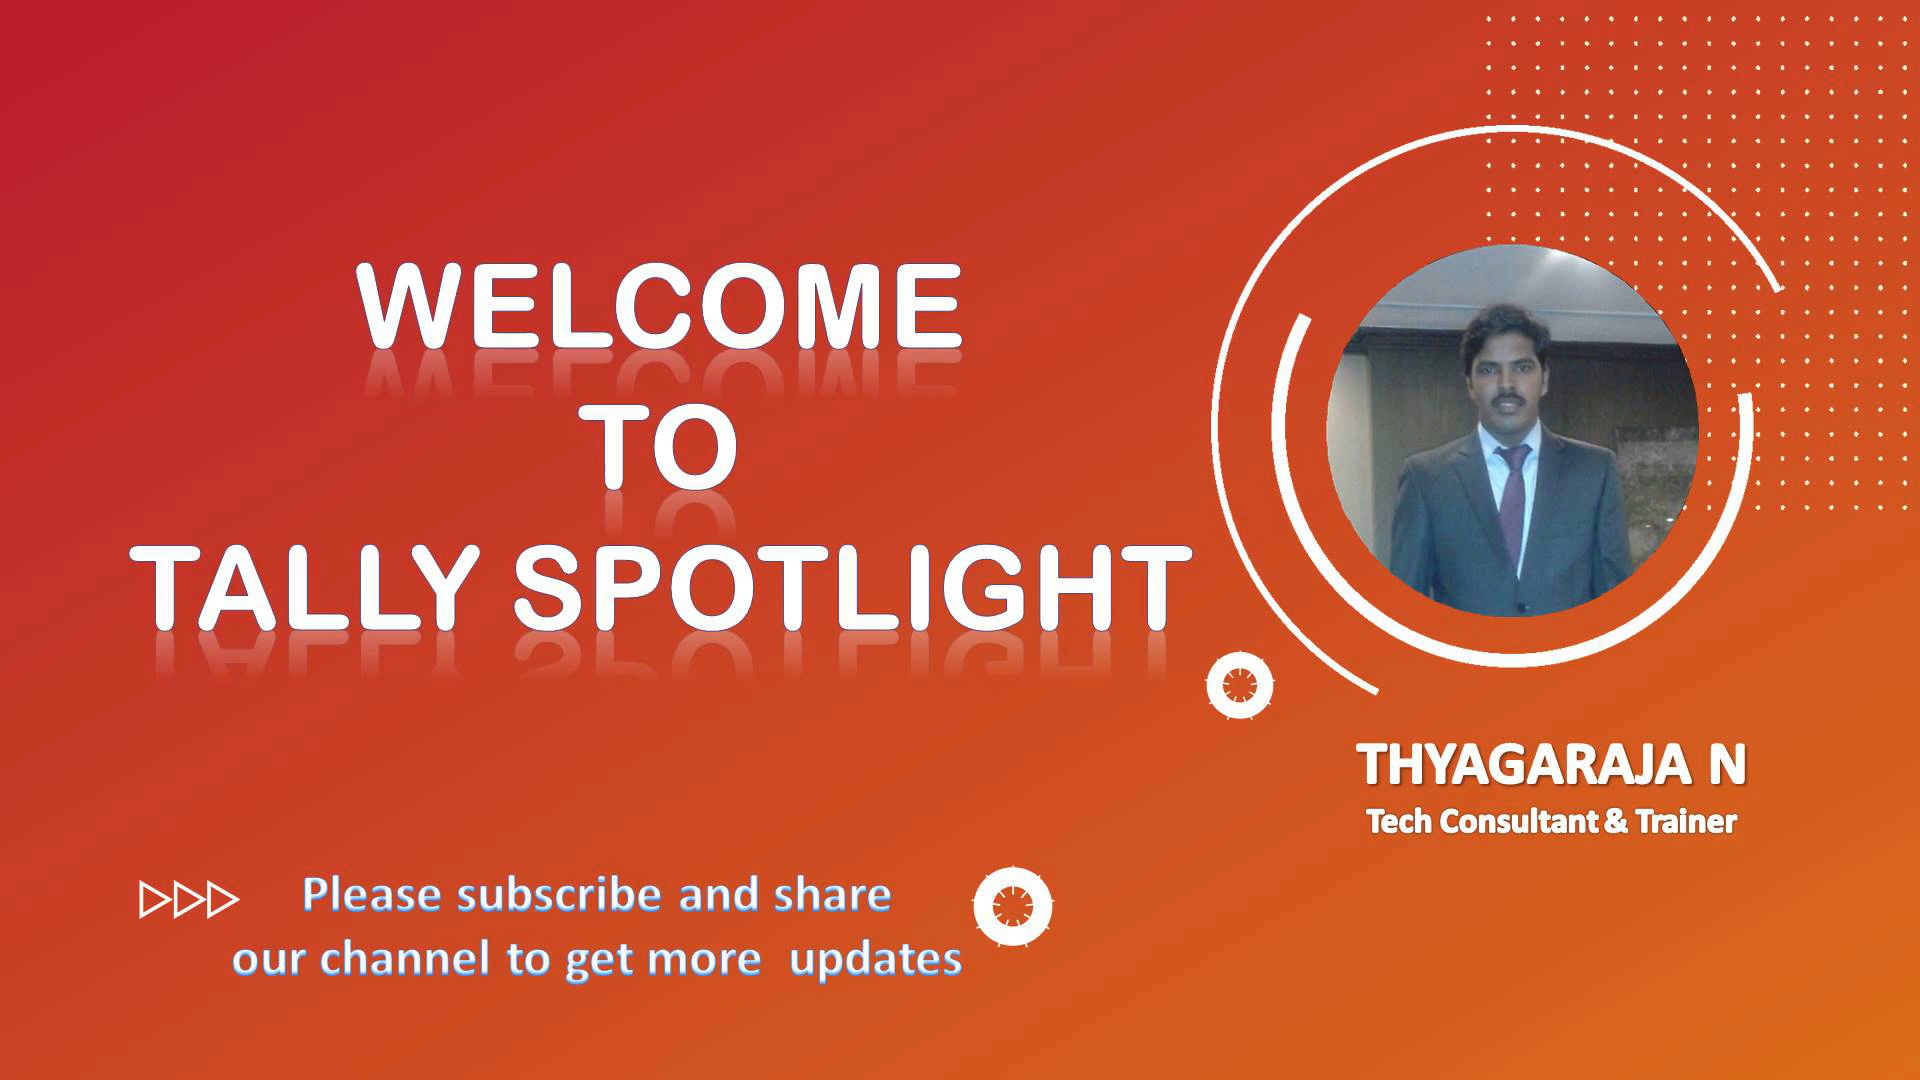 WELCOME
TO
TALLY SPOTLIGHT
THYAGARAJA N
Tech Consultant & Trainer
Please subscribe and share
our channel to get more updates